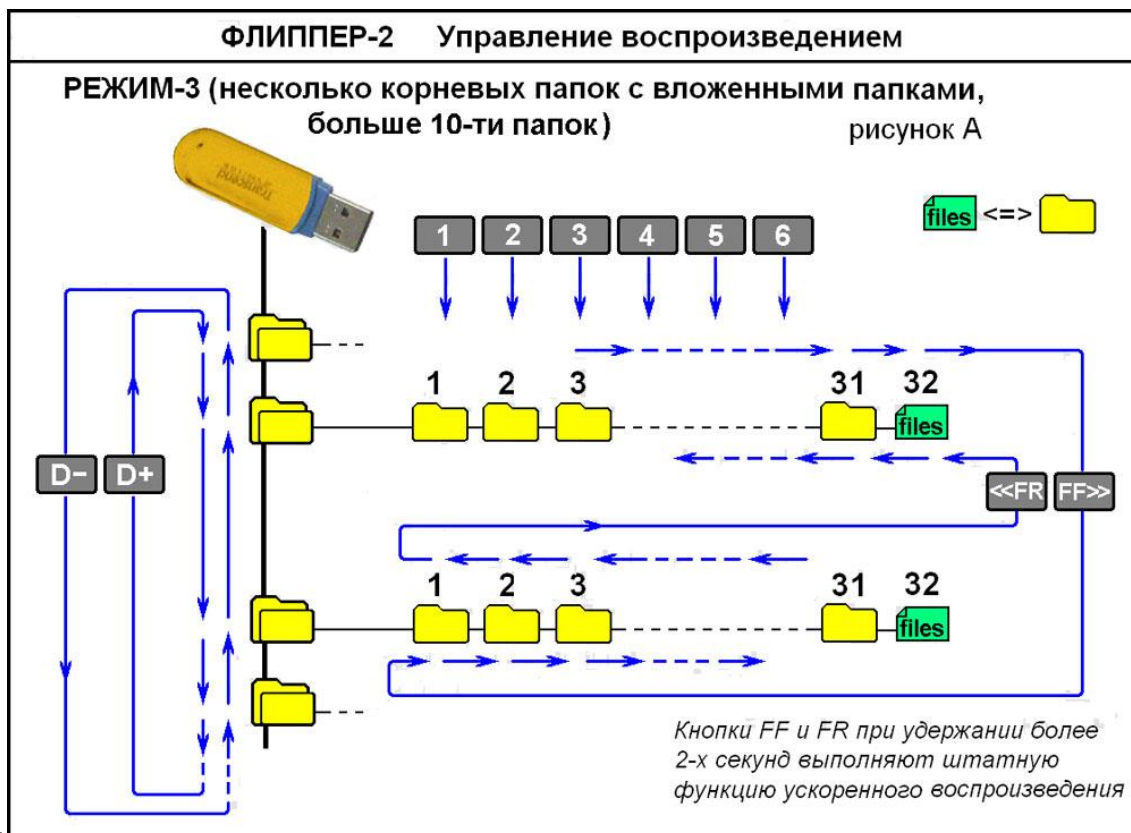 ФЛИППЕР-2 Управление воспроизведением
РЕЖИМ-3 (несколько корневых папок с вложенными папками,
больше 10-ти папок)
рисунок А
Transcend
files <=>
1 2 3 4 5 6
1 2 3 31 32
files
D− D+
<<FR FF>>
1 2 3 31 32
files
Кнопки FF и FR при удержании более
2-х секунд выполняют штатную
функцию ускоренного воспроизведения